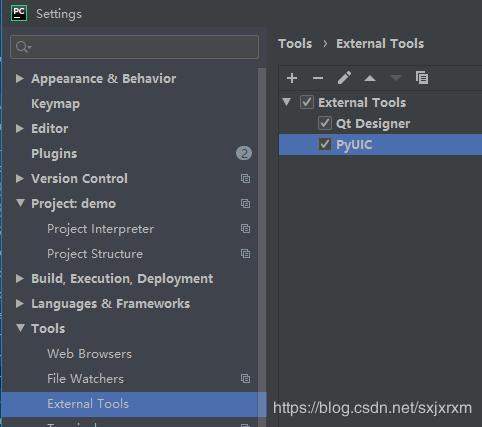 PC Settings
Appearance & Behavior
Keymap
Editor
Plugins 2
Version Control
Project: demo
Project Interpreter
Project Structure
Build, Execution, Deployment
Languages & Frameworks
Tools
Web Browsers
File Watchers
External Tools
Tools › External Tools
External Tools
Qt Designer
PyUIC
https://blog.csdn.net/sxjxrxm